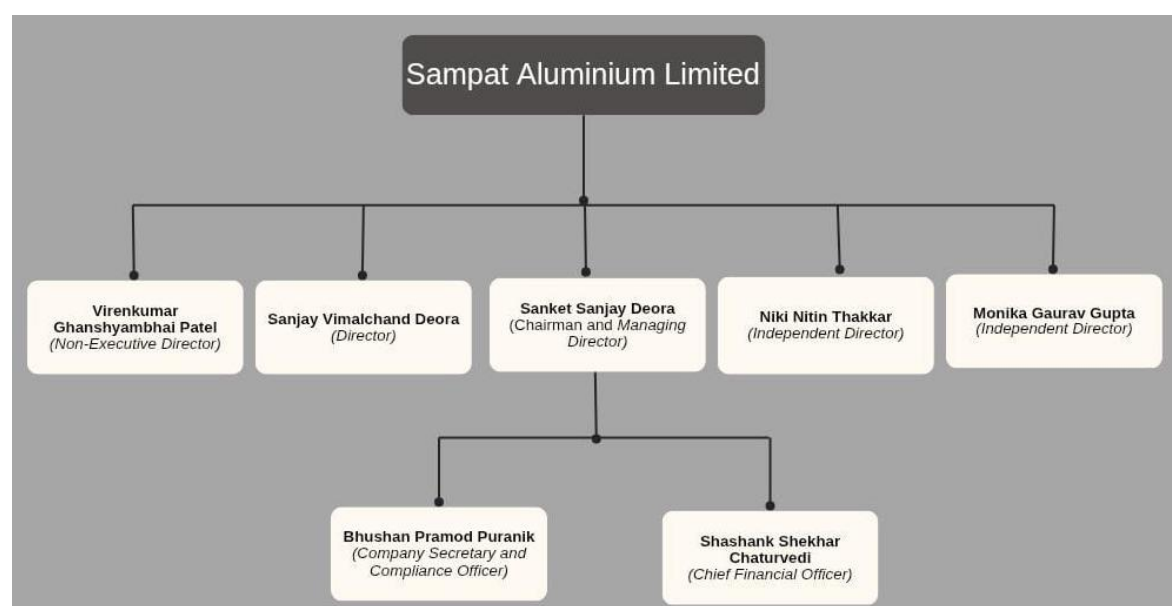 Sampat Aluminium Limited
Virenkumar
Ghanshyambhai Patel
(Non-Executive Director)
Sanjay Vimalchand Deora
(Director)
Sanket Sanjay Deora
(Chairman and Managing
Director)
Niki Nitin Thakkar
(Independent Director)
Monika Gaurav Gupta
(Independent Director)
Bhushan Pramod Puranik
(Company Secretary and
Compliance Officer)
Shashank Shekhar
Chaturvedi
(Chief Financial Officer)